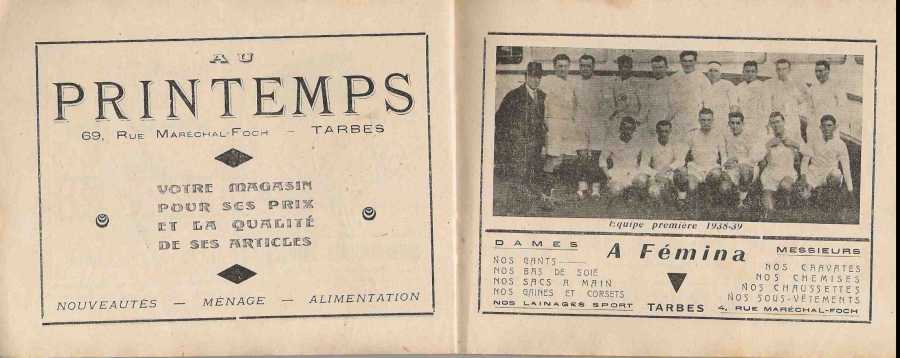 AU
PRINTEMPS
69, RUE MARÉCHAL-FOCH - TARBES
VOTRE MAGASIN
POUR SES PRIX
ET LA QUALITÉ
DE SES ARTICLES
NOUVEAUTÉS - MÉNAGE - ALIMENTATION
Equipe première 1938-39
DAMES
A Fémina
MESSIEURS
NOS GANTS
NOS BAS DE SOIE
NOS SACS A MAIN
NOS GAINES ET CORSETS
NOS LAINAGES SPORT
NOS CRAVATES
NOS CHEMISES
NOS CHAUSSETTES
NOS SOUS-VÊTEMENTS
TARBES 4, RUE MARÉCHAL-FOCH